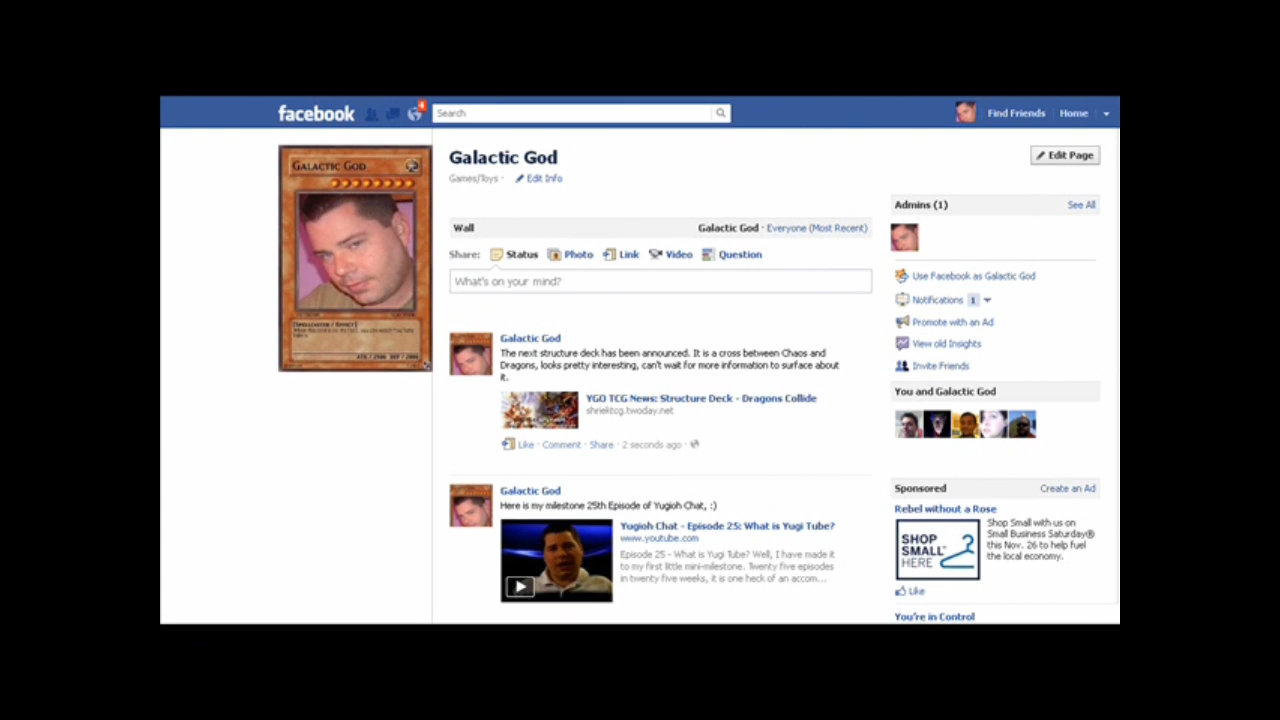 facebook
4
Search
Find Friends
Home
GALACTIC GOD
[SPELLCASTER / EFFECT]
ATK / 2500 DEF / 2000
Galactic God
Edit Page
Games/Toys · Edit Info
Wall
Galactic God · Everyone (Most Recent)
Share: Status Photo Link Video Question
What's on your mind?
Galactic God
The next structure deck has been announced. It is a cross between Chaos and
Dragons, looks pretty interesting, can't wait for more information to surface about
it.
YGO TCG News: Structure Deck - Dragons Collide
shriektcg.twoday.net
Like · Comment · Share · 2 seconds ago ·
Galactic God
Here is my milestone 25th Episode of Yugioh Chat, :)
Yugioh Chat - Episode 25: What is Yugi Tube?
www.youtube.com
Episode 25 - What is Yugi Tube? Well, I have made it
to my first little mini-milestone. Twenty five episodes
in twenty five weeks, it is one heck of an accom...
Admins (1)
See All
Use Facebook as Galactic God
Notifications 1
Promote with an Ad
View old Insights
Invite Friends
You and Galactic God
Sponsored
Create an Ad
Rebel without a Rose
SHOP
SMALL
HERE
Shop Small with us on
Small Business Saturday®
this Nov. 26 to help fuel
the local economy.
Like
You're in Control